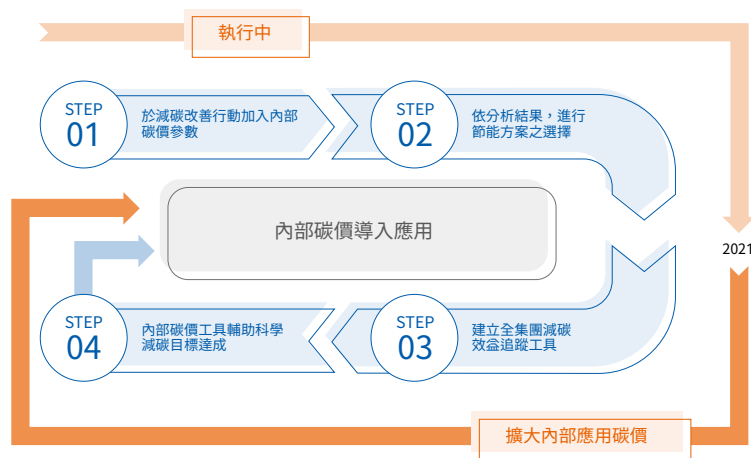 執行中
STEP
01
於減碳改善行動加入內部
碳價參數
STEP
02
依分析結果，進行
節能方案之選擇
內部碳價導入應用
2021
STEP
03
建立全集團減碳
效益追蹤工具
STEP
04
內部碳價工具輔助科學
減碳目標達成
擴大內部應用碳價